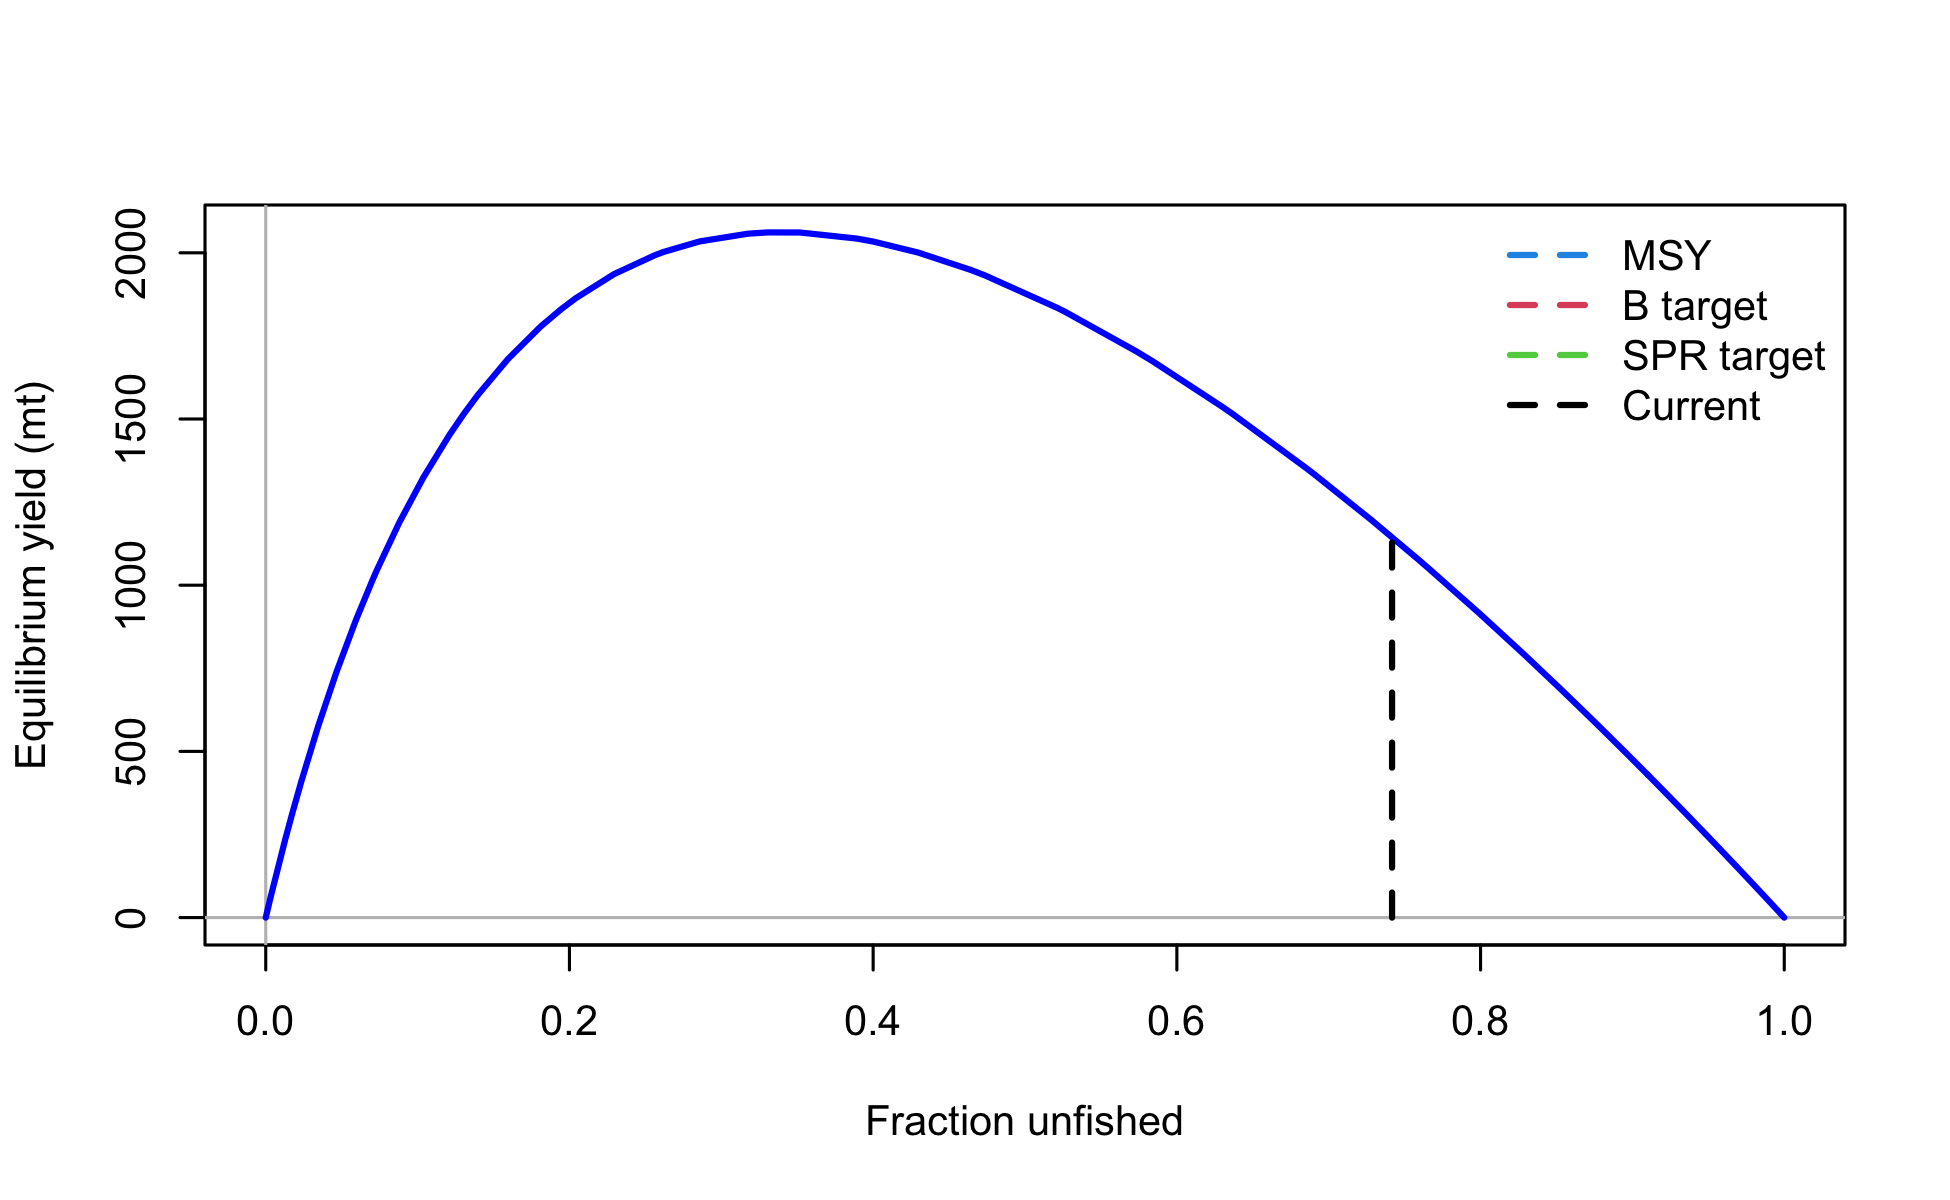 Equilibrium yield (mt)
2000
1500
1000
500
0
MSY
B target
SPR target
Current
0.0 0.2 0.4 0.6 0.8 1.0
Fraction unfished